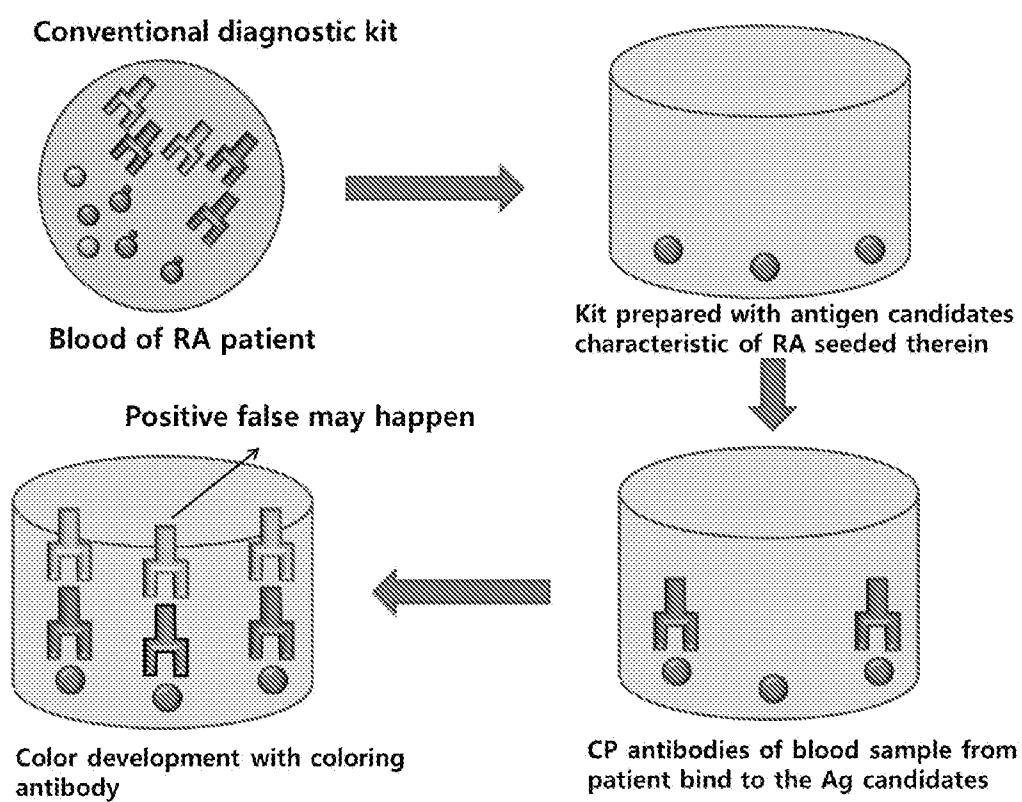 Conventional diagnostic kit
Blood of RA patient
Kit prepared with antigen candidates
characteristic of RA seeded therein
Positive false may happen
CP antibodies of blood sample from
patient bind to the Ag candidates
Color development with coloring
antibody